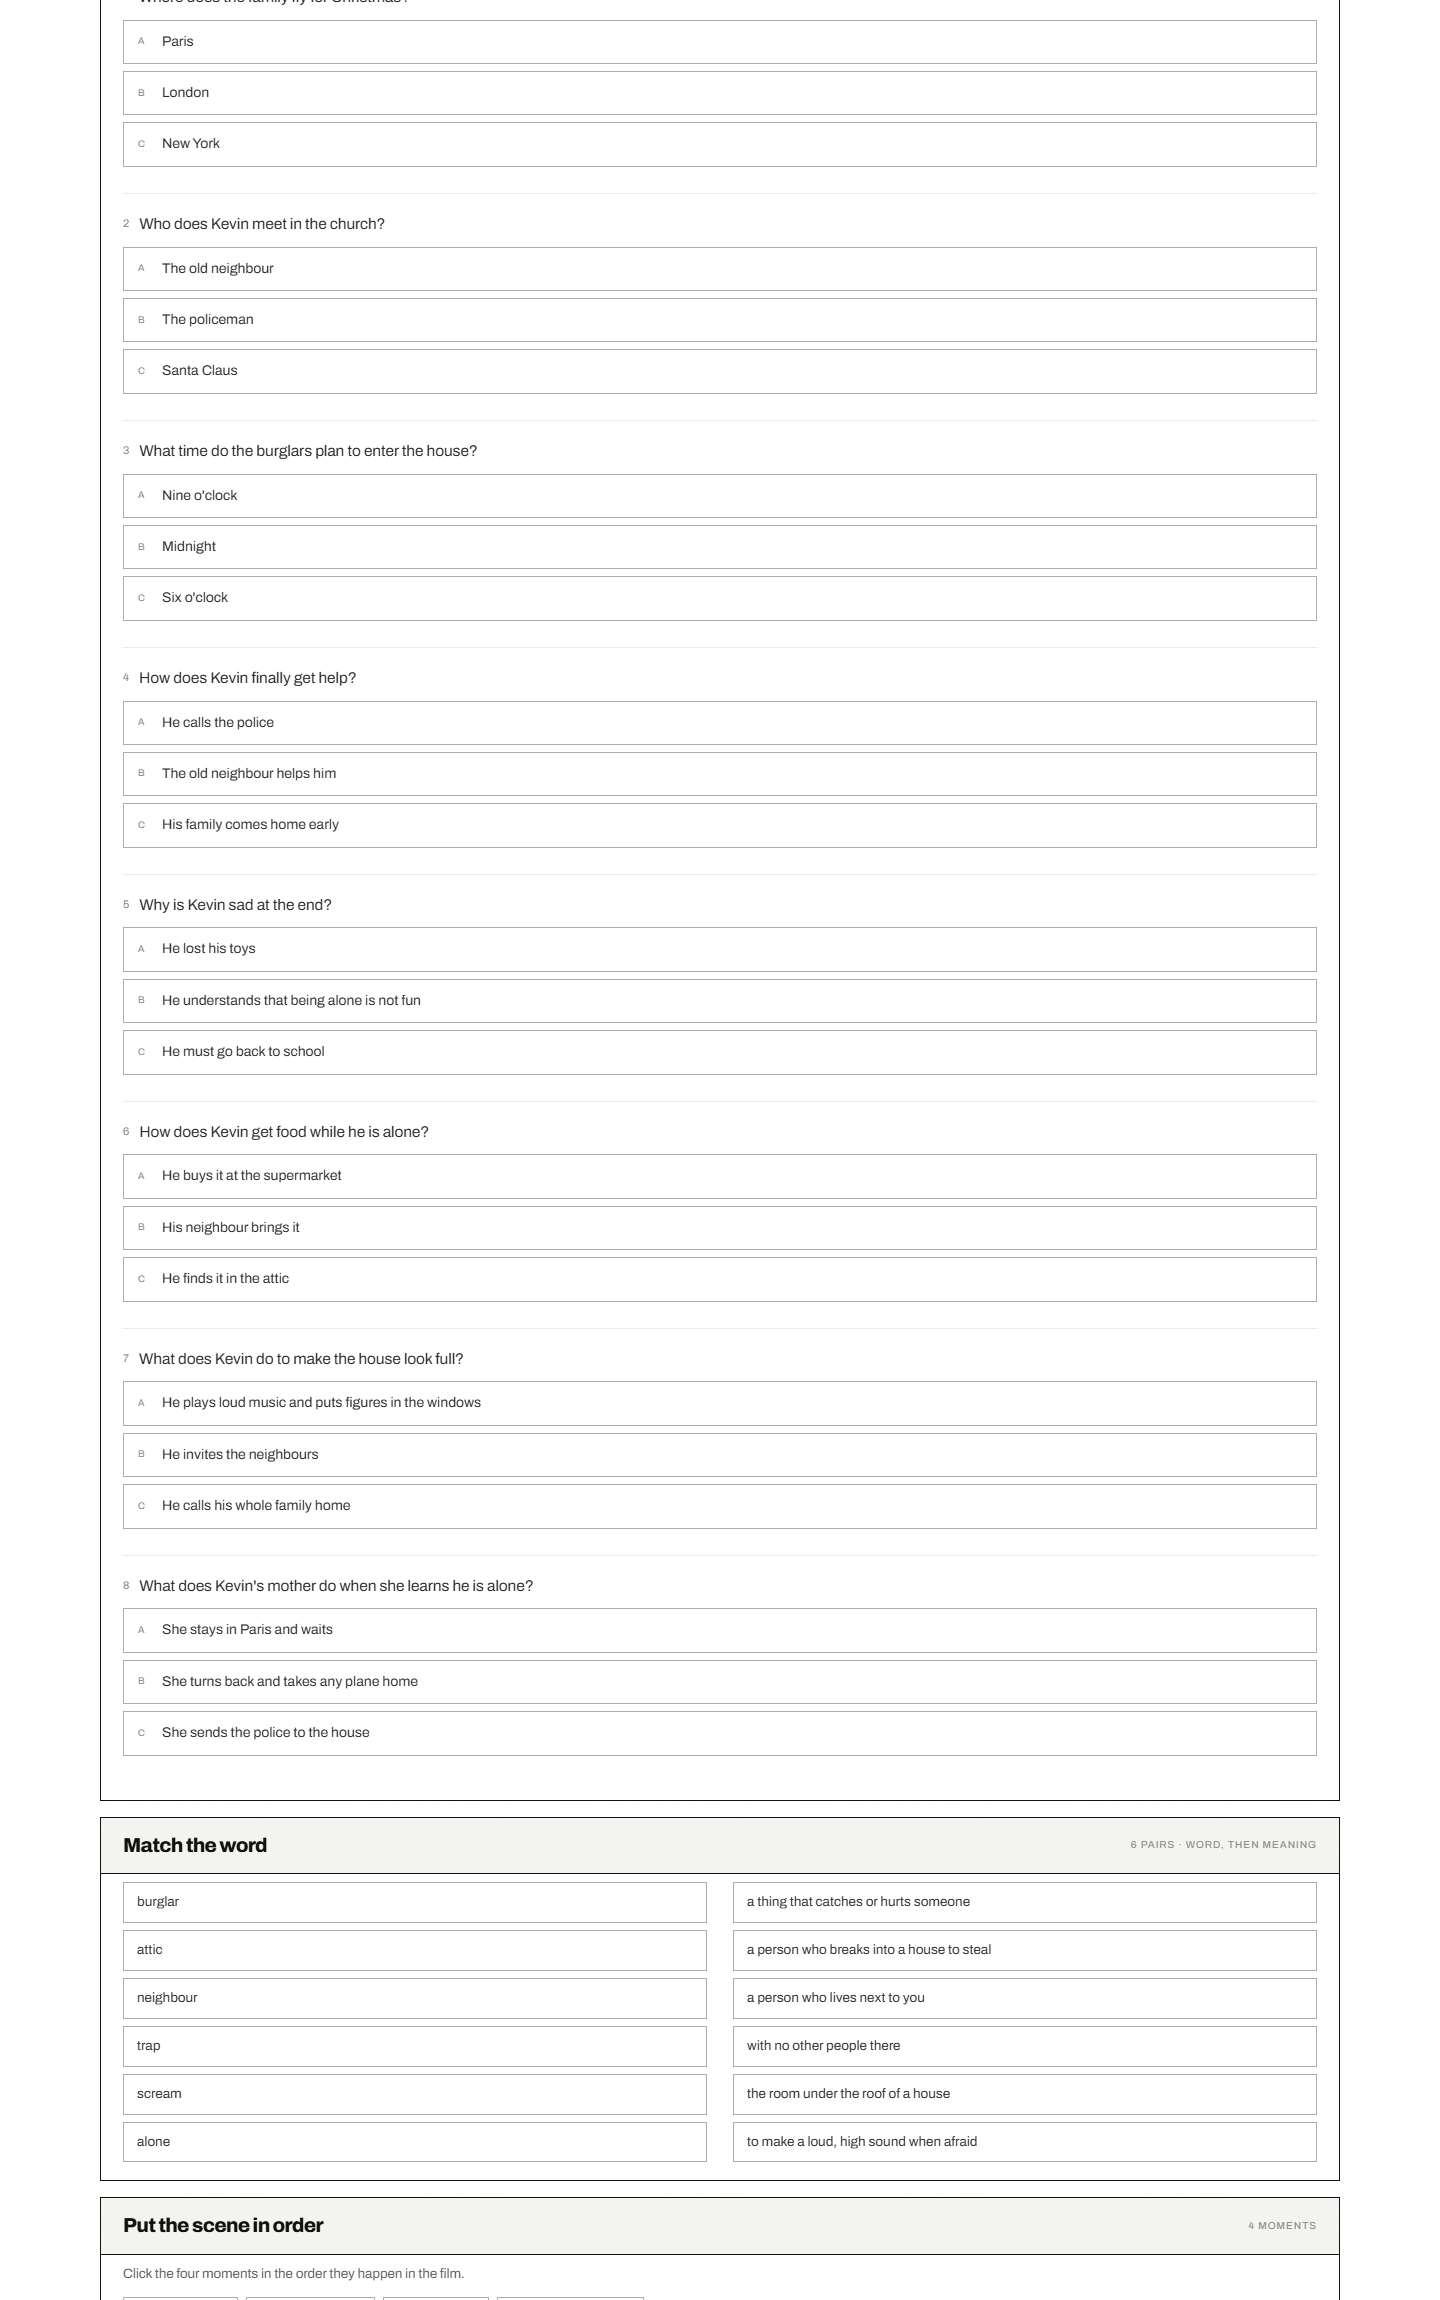 Where does the family fly for Christmas?
A Paris
B London
C New York
2 Who does Kevin meet in the church?
A The old neighbour
B The policeman
C Santa Claus
3 What time do the burglars plan to enter the house?
A Nine o'clock
B Midnight
C Six o'clock
4 How does Kevin finally get help?
A He calls the police
B The old neighbour helps him
C His family comes home early
5 Why is Kevin sad at the end?
A He lost his toys
B He understands that being alone is not fun
C He must go back to school
6 How does Kevin get food while he is alone?
A He buys it at the supermarket
B His neighbour brings it
C He finds it in the attic
7 What does Kevin do to make the house look full?
A He plays loud music and puts figures in the windows
B He invites the neighbours
C He calls his whole family home
8 What does Kevin's mother do when she learns he is alone?
A She stays in Paris and waits
B She turns back and takes any plane home
C She sends the police to the house
Match the word
6 PAIRS · WORD, THEN MEANING
burglar
a thing that catches or hurts someone
attic
a person who breaks into a house to steal
neighbour
a person who lives next to you
trap
with no other people there
scream
the room under the roof of a house
alone
to make a loud, high sound when afraid
Put the scene in order
4 MOMENTS
Click the four moments in the order they happen in the film.